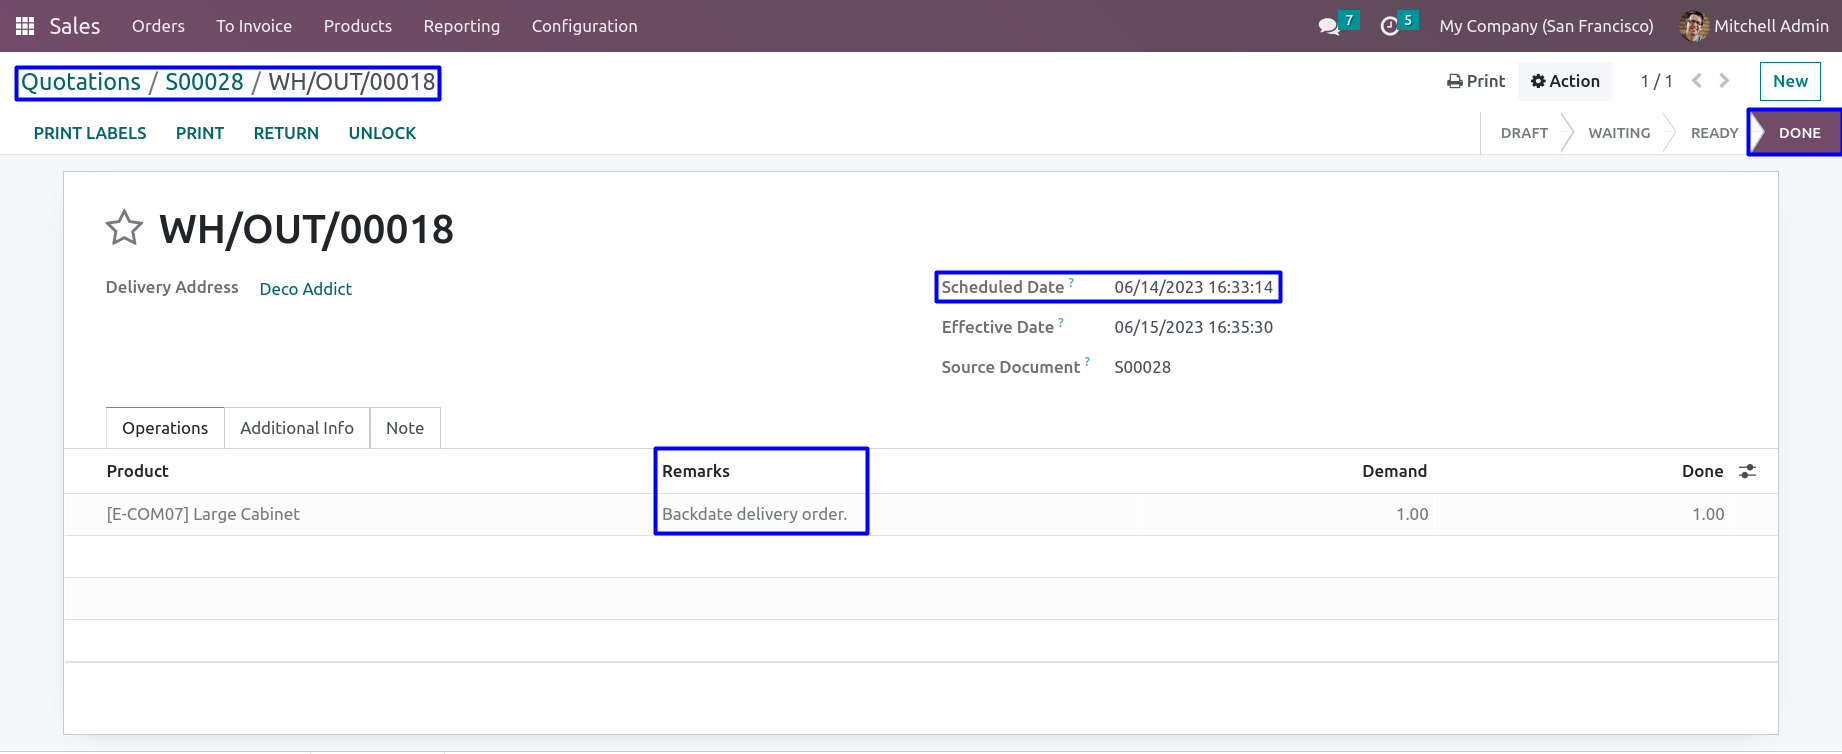 Sales Orders To Invoice Products Reporting Configuration 7 5 My Company (San Francisco) Mitchell Admin
Quotations / S00028 / WH/OUT/00018 Print Action 1 / 1 New
PRINT LABELS PRINT RETURN UNLOCK DRAFT WAITING READY DONE
WH/OUT/00018
Delivery Address Deco Addict Scheduled Date ? 06/14/2023 16:33:14
Effective Date ? 06/15/2023 16:35:30
Source Document ? S00028
Operations Additional Info Note
Product Remarks Demand Done
[E-COM07] Large Cabinet Backdate delivery order. 1.00 1.00